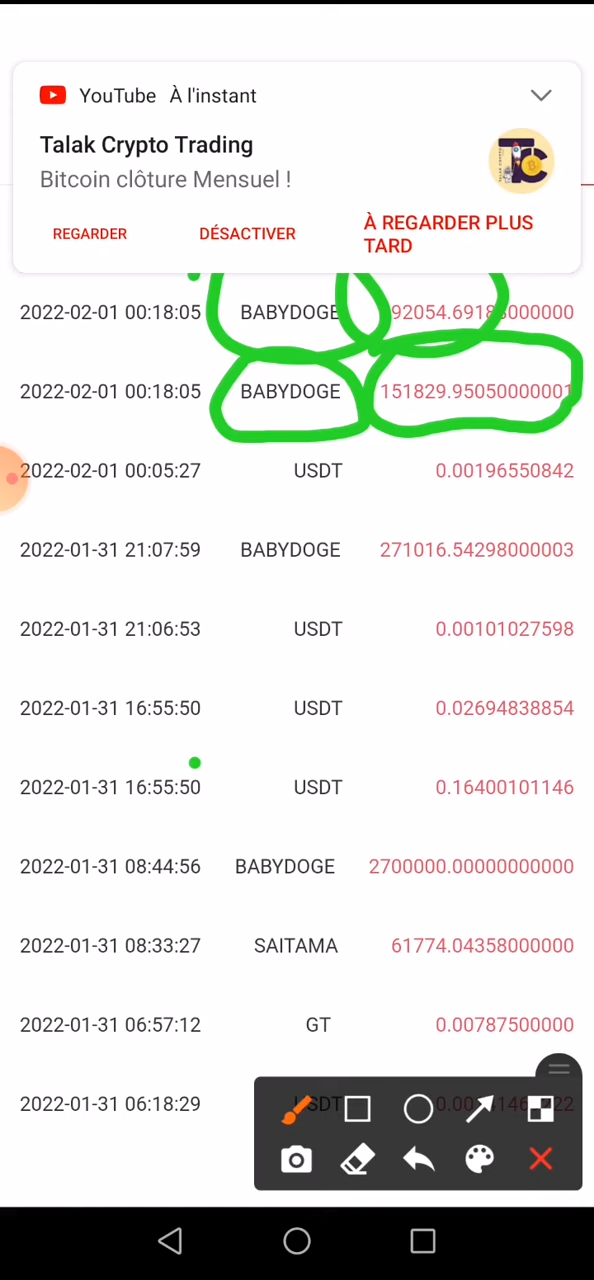 YouTube À l'instant
Talak Crypto Trading
Bitcoin clôture Mensuel !
REGARDER DÉSACTIVER À REGARDER PLUS TARD
2022-02-01 00:18:05 BABYDOGE
2022-02-01 00:18:05 BABYDOGE 151829.95050000001
2022-02-01 00:05:27 USDT 0.00196550842
2022-01-31 21:07:59 BABYDOGE 271016.54298000003
2022-01-31 21:06:53 USDT 0.00101027598
2022-01-31 16:55:50 USDT 0.02694838854
2022-01-31 16:55:50 USDT 0.16400101146
2022-01-31 08:44:56 BABYDOGE 2700000.00000000000
2022-01-31 08:33:27 SAITAMA 61774.04358000000
2022-01-31 06:57:12 GT 0.00787500000
2022-01-31 06:18:29 USDT